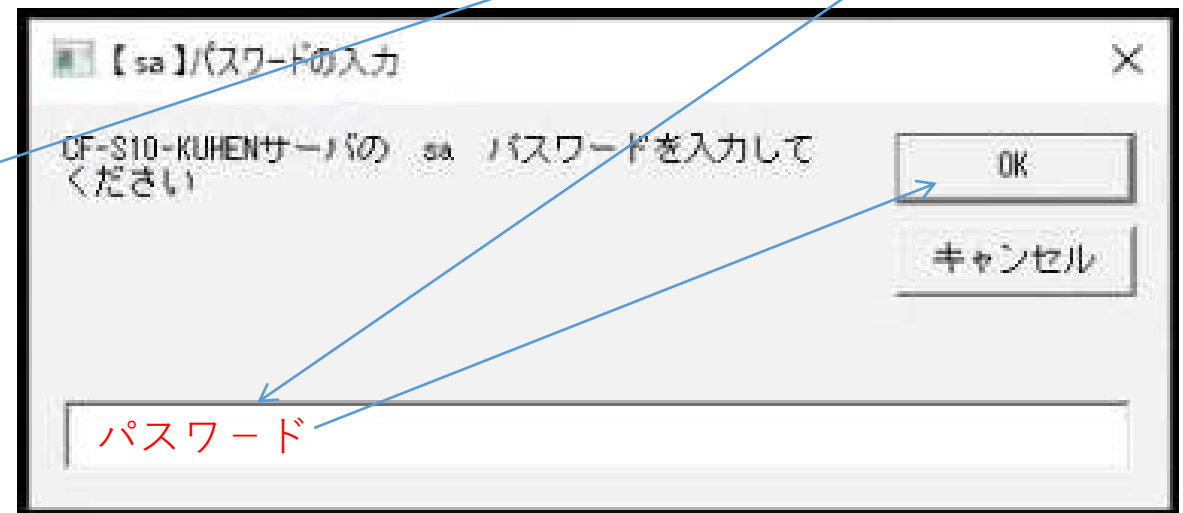 【sa】パスワードの入力
CF-S10-KUHENサーバの sa パスワードを入力して
ください
OK
キャンセル
パスワード